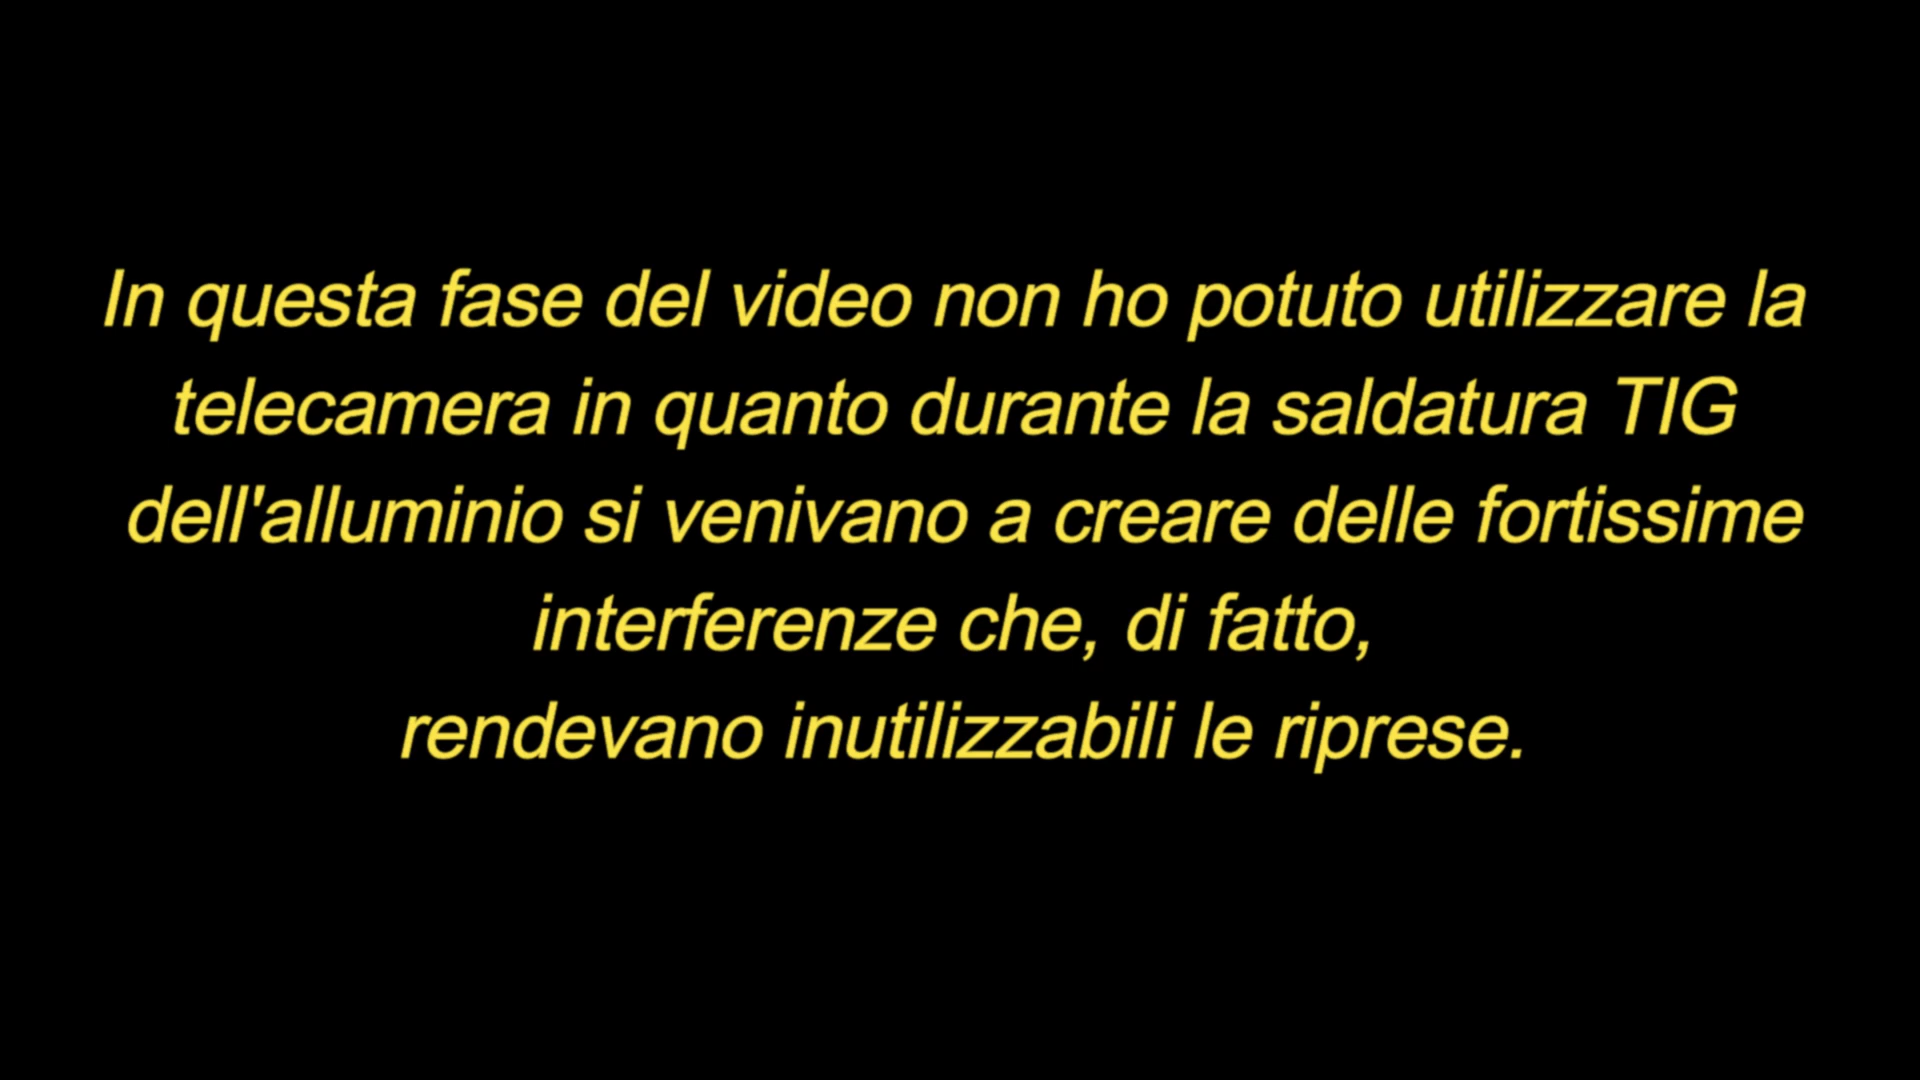 In questa fase del video non ho potuto utilizzare la
telecamera in quanto durante la saldatura TIG
dell'alluminio si venivano a creare delle fortissime
interferenze che, di fatto,
rendevano inutilizzabili le riprese.